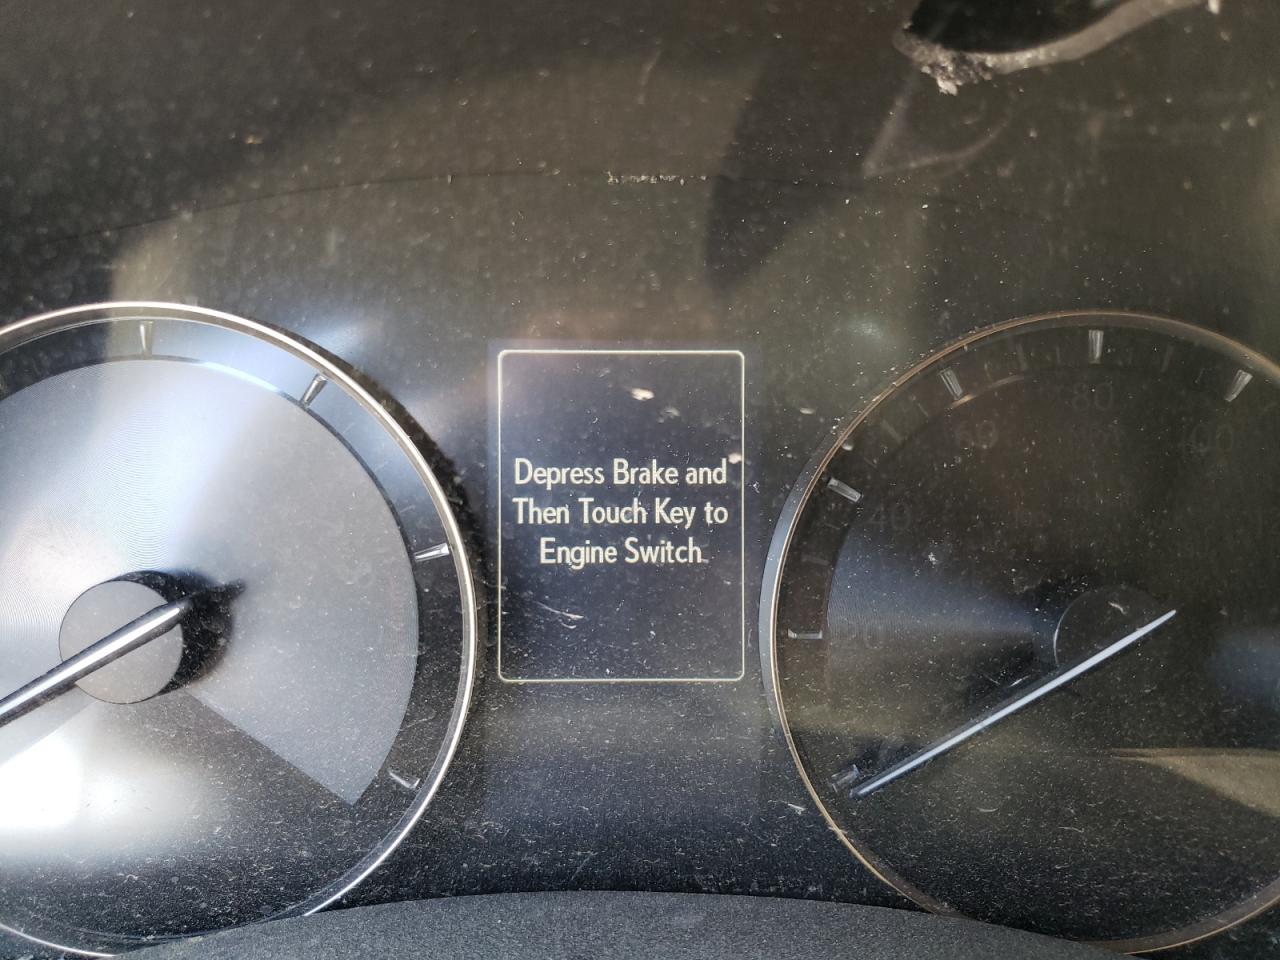 Depress Brake and
Then Touch Key to
Engine Switch
20
40
60
80
100